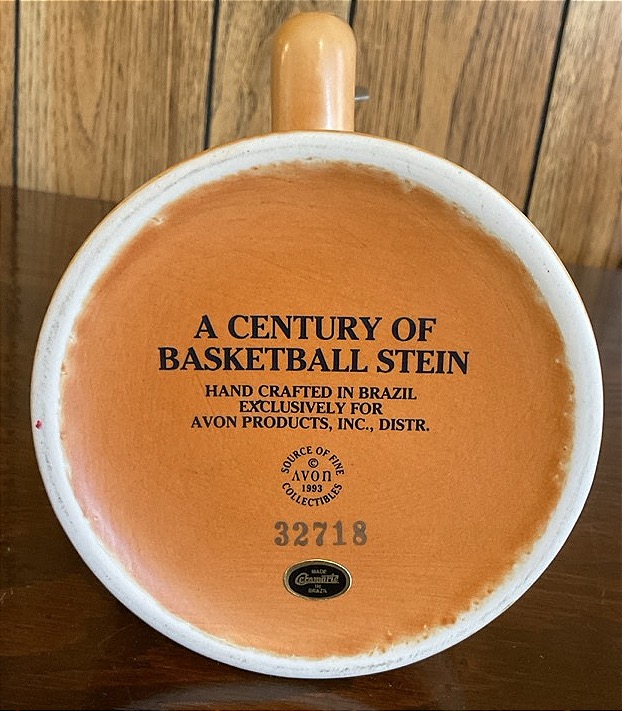 A CENTURY OF
BASKETBALL STEIN
HAND CRAFTED IN BRAZIL
EXCLUSIVELY FOR
AVON PRODUCTS, INC., DISTR.
SOURCE OF FINE
©
AVON
1993
COLLECTIBLES
32718
MADE
Ceramarte
IN
BRAZIL